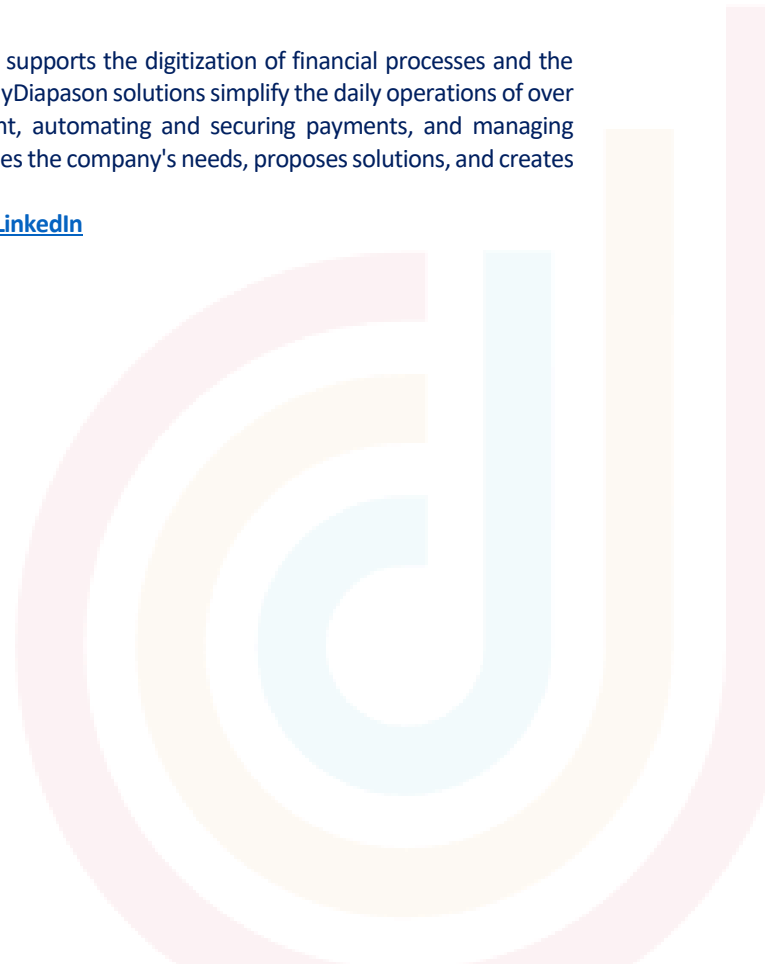 supports the digitization of financial processes and the
yDiapason solutions simplify the daily operations of over
nt, automating and securing payments, and managing
es the company's needs, proposes solutions, and creates
LinkedIn